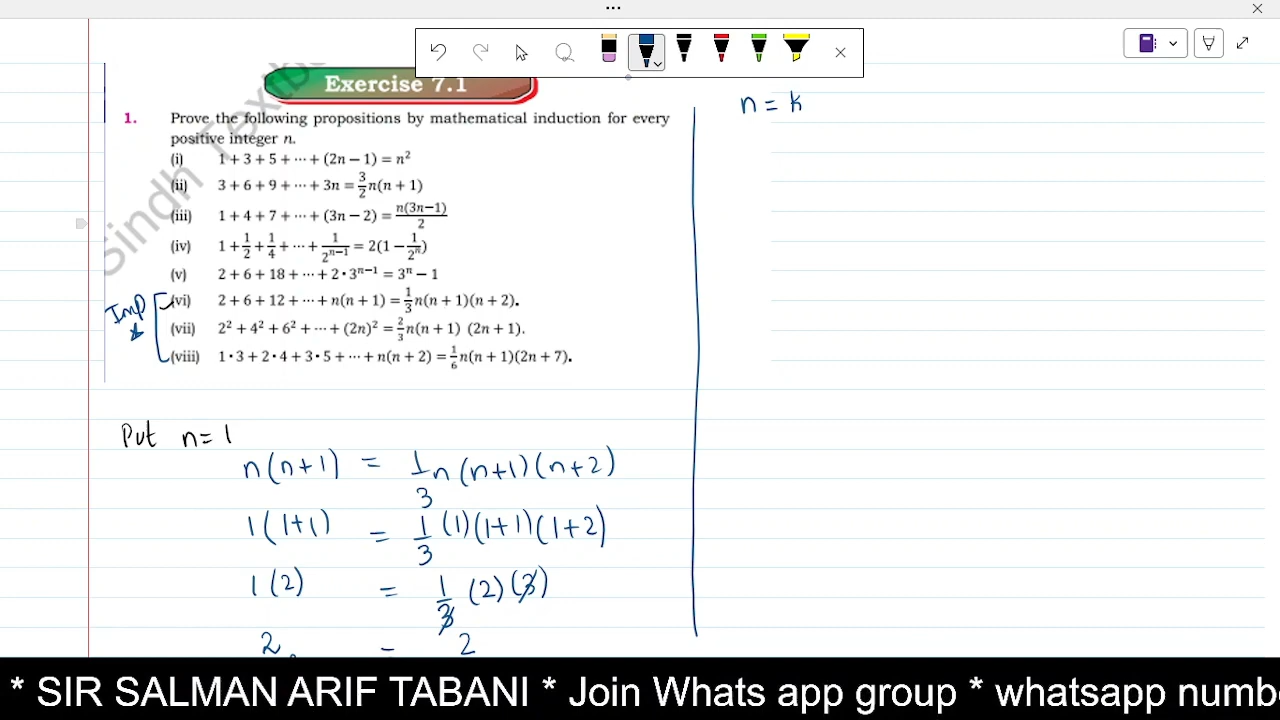 Exercise 7.1
1. Prove the following propositions by mathematical induction for every
positive integer n.
(i) 1 + 3 + 5 + ⋯ + (2n − 1) = n²
(ii) 3 + 6 + 9 + ⋯ + 3n = 3/2 n(n + 1)
(iii) 1 + 4 + 7 + ⋯ + (3n − 2) = n(3n−1)/2
(iv) 1 + 1/2 + 1/4 + ⋯ + 1/2ⁿ⁻¹ = 2(1 − 1/2ⁿ)
(v) 2 + 6 + 18 + ⋯ + 2 • 3ⁿ⁻¹ = 3ⁿ − 1
Imp
(vi) 2 + 6 + 12 + ⋯ + n(n + 1) = 1/3 n(n + 1)(n + 2).
(vii) 2² + 4² + 6² + ⋯ + (2n)² = 2/3 n(n + 1) (2n + 1).
(viii) 1 • 3 + 2 • 4 + 3 • 5 + ⋯ + n(n + 2) = 1/6 n(n + 1)(2n + 7).
Put n = 1
n(n+1) = 1/3 n(n+1)(n+2)
1(1+1) = 1/3 (1)(1+1)(1+2)
1(2) = 1/3 (2)(3)
2 = 2
n = k
Sindh Textbo
* SIR SALMAN ARIF TABANI * Join Whats app group * whatsapp numb